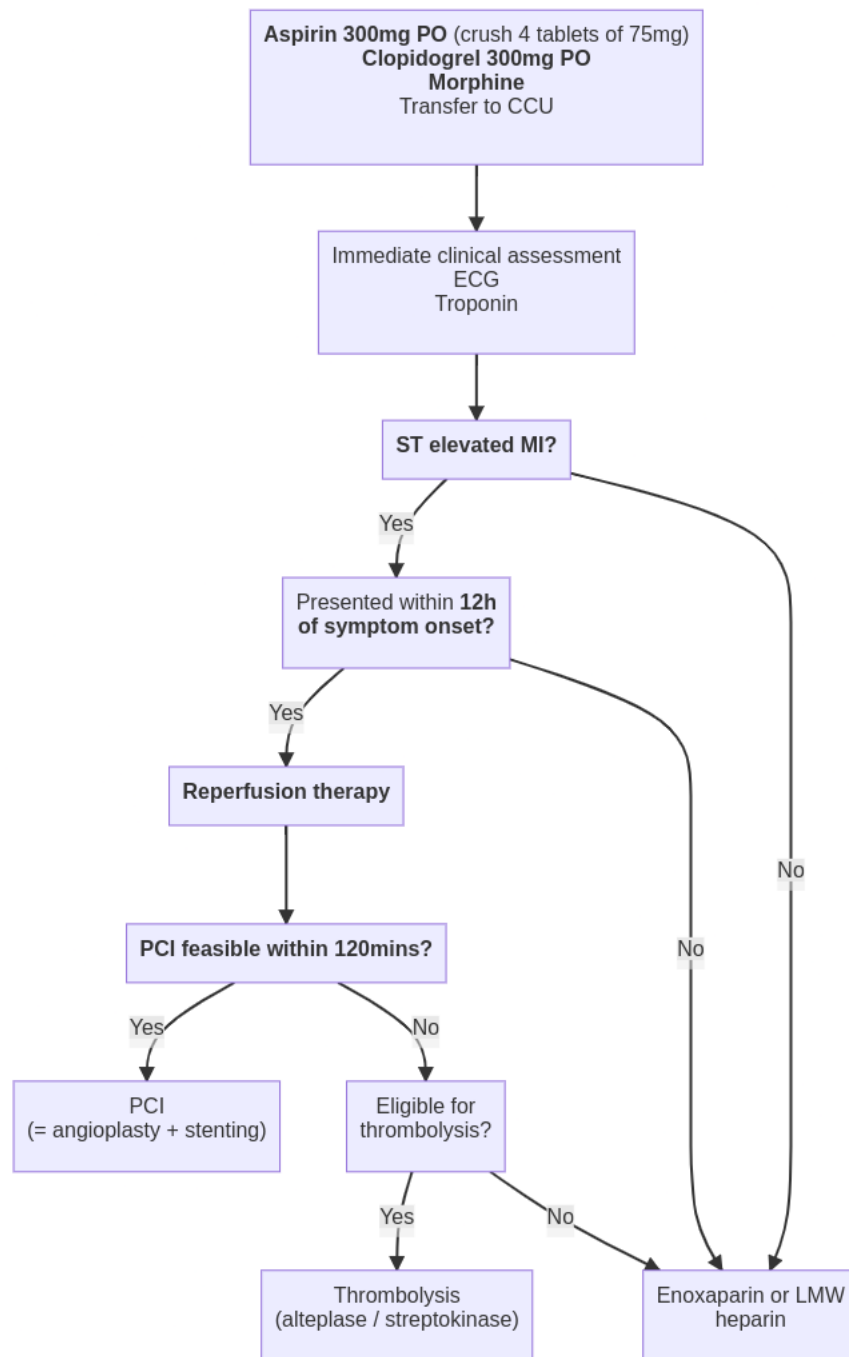 Aspirin 300mg PO (crush 4 tablets of 75mg)
Clopidogrel 300mg PO
Morphine
Transfer to CCU
Immediate clinical assessment
ECG
Troponin
ST elevated MI?
Yes
Presented within 12h
of symptom onset?
No
Yes
Reperfusion therapy
No
PCI feasible within 120mins?
Yes
No
PCI
(= angioplasty + stenting)
Eligible for
thrombolysis?
Yes
No
Thrombolysis
(alteplase / streptokinase)
Enoxaparin or LMW
heparin